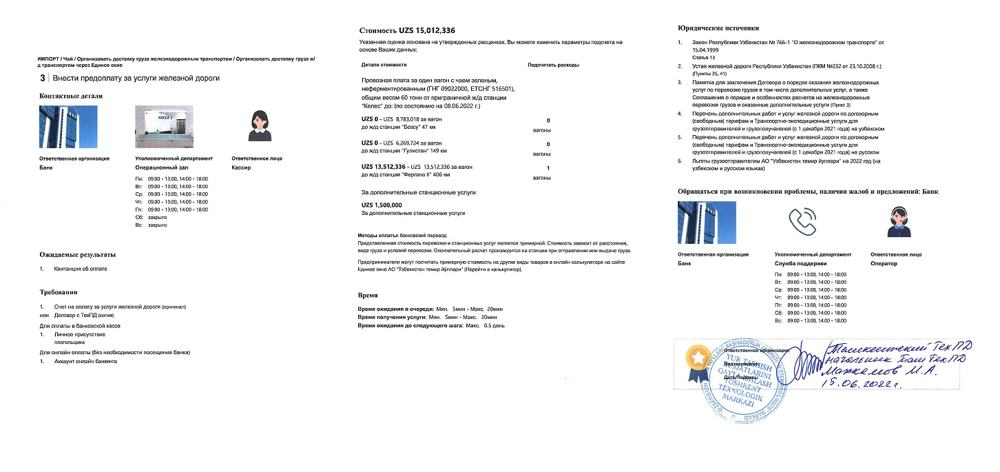 ИМПОРТ / Чай / Организовать доставку груза железнодорожным транспортом / Организовать доставку груза ж/
д транспортом через Единое окно
3 Внести предоплату за услуги железной дороги
Контактные детали
Ответственная организация
Банк
КАССА 1
Уполномоченный департамент
Операционный зал
Пн: 09:00 - 13:00, 14:00 - 18:00
Вт: 09:00 - 13:00, 14:00 - 18:00
Ср: 09:00 - 13:00, 14:00 - 18:00
Чт: 09:00 - 13:00, 14:00 - 18:00
Пт: 09:00 - 13:00, 14:00 - 18:00
Сб: закрыто
Вс: закрыто
Ответственное лицо
Кассир
Ожидаемые результаты
1. Квитанция об оплате
Требования
1. Счет на оплату за услуги железной дороги (оригинал)
или Договор с ТехПД (копия)
Для оплаты в банковской кассе
1. Личное присутствие
плательщика
Для онлайн оплаты (Без необходимости посещения банка)
1. Аккаунт онлайн банкинга
Стоимость UZS 15,012,336
Указанная оценка основана на утвержденных расценках. Вы можете изменить параметры подсчета на
основе Ваших данных:
Детали стоимости Подсчитать расходы
Провозная плата за один вагон с чаем зеленым,
неферментированным (ГНГ 09022000, ЕТСНГ 516501),
общим весом 60 тонн от приграничной ж/д станции
"Келес" до: (по состоянию на 08.06.2022 г.)
UZS 0 - UZS 8,783,018 за вагон 0
до ж/д станции "Бозсу" 47 км вагоны
UZS 0 - UZS 6,269,724 за вагон 0
до ж/д станции "Гулистан" 149 км вагоны
UZS 13,512,336 - UZS 13,512,336 за вагон 1
до ж/д станции "Фергана II" 406 км вагоны
За дополнительные станционные услуги
UZS 1,500,000
За дополнительные станционные услуги
Методы оплаты: банковский перевод
Представленная стоимость перевозки и станционных услуг является примерной. Стоимость зависит от расстояния,
вида груза и условий перевозки. Окончательный расчет производится на станции при отправлении или выдаче груза.
Предприниматели могут посчитать примерную стоимость на другие виды товаров в онлайн калькуляторе на сайте
Единое окно АО "Узбекистон темир йуллари" (Перейти в калькулятор).
Время
Время ожидания в очереди: Мин. 5мин - Макс. 20мин
Время получения услуги: Мин. 5мин - Макс. 20мин
Время ожидания до следующего шага: Макс. 0.5 день
Юридические источники
1. Закон Республики Узбекистан № 766-1 "О железнодорожном транспорте" от
15.04.1999
Статья 13
2. Устав железной дороги Республики Узбекистан (ПКМ №232 от 23.10.2008 г.)
(Пункты 35, 41)
3. Памятка для заключения Договора о порядке оказания железнодорожных
услуг по перевозке грузов в том числе дополнительных услуг, а также
Соглашения о порядке и особенностях расчета на железнодорожные
перевозки грузов и оказанные дополнительные услуги (Пункт 3)
4. Перечень дополнительных работ и услуг железной дороги по договорным
(свободным) тарифам и Транспортно-экспедиционные услуги для
грузоотправителей и грузополучателей (с 1 декабря 2021 года) на узбекском
5. Перечень дополнительных работ и услуг железной дороги по договорным
(свободным) тарифам и Транспортно-экспедиционные услуги для
грузоотправителей и грузополучателей (с 1 декабря 2021 года) на русском
6. Льготы грузоотправителям АО "Узбекистон темир йуллари" на 2022 год (на
узбекском и русском языках)
Обращаться при возникновении проблемы, наличии жалоб и предложений: Банк
Ответственная организация
Банк
Уполномоченный департамент
Служба поддержки
Пн: 09:00 - 13:00, 14:00 - 18:00
Вт: 09:00 - 13:00, 14:00 - 18:00
Ср: 09:00 - 13:00, 14:00 - 18:00
Чт: 09:00 - 13:00, 14:00 - 18:00
Пт: 09:00 - 13:00, 14:00 - 18:00
Сб: 09:00 - 13:00, 14:00 - 18:00
Вс: 09:00 - 13:00, 14:00 - 18:00
Ответственное лицо
Оператор
Ответственная организация:
Дата/Подпись:
YUK TASHISH
HUJJATLARINI
QAYTA ISHLASH
TOSHKENT
TEXNOLOGIK
MARKAZI
Ташкентский ТехПД
начальник ТашТехПД
М.А.
15.06.2022г.